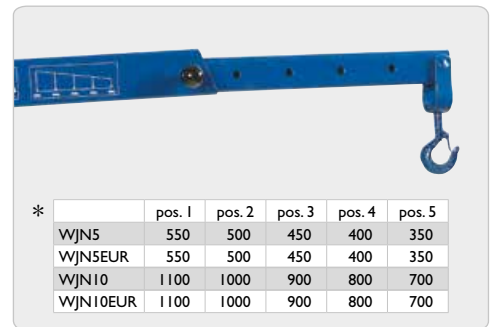 * pos. 1 pos. 2 pos. 3 pos. 4 pos. 5
WJN5 550 500 450 400 350
WJN5EUR 550 500 450 400 350
WJN10 1100 1000 900 800 700
WJN10EUR 1100 1000 900 800 700